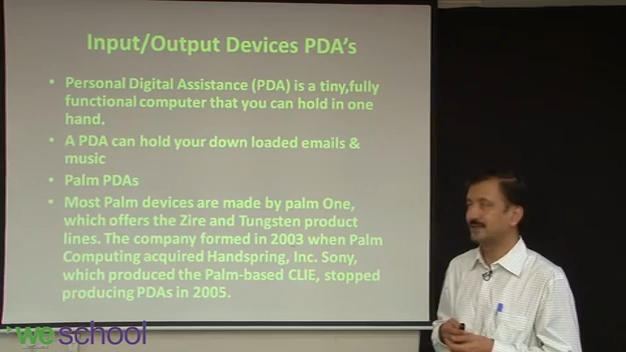 Input/Output Devices PDA's
• Personal Digital Assistance (PDA) is a tiny,fully
functional computer that you can hold in one
hand.
• A PDA can hold your down loaded emails &
music
• Palm PDAs
• Most Palm devices are made by palm One,
which offers the Zire and Tungsten product
lines. The company formed in 2003 when Palm
Computing acquired Handspring, Inc. Sony,
which produced the Palm-based CLIE, stopped
producing PDAs in 2005.
weschool